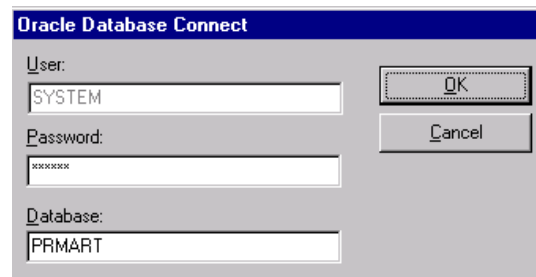 Oracle Database Connect
User:
SYSTEM
OK
Password:
Cancel
******
Database:
PRMART